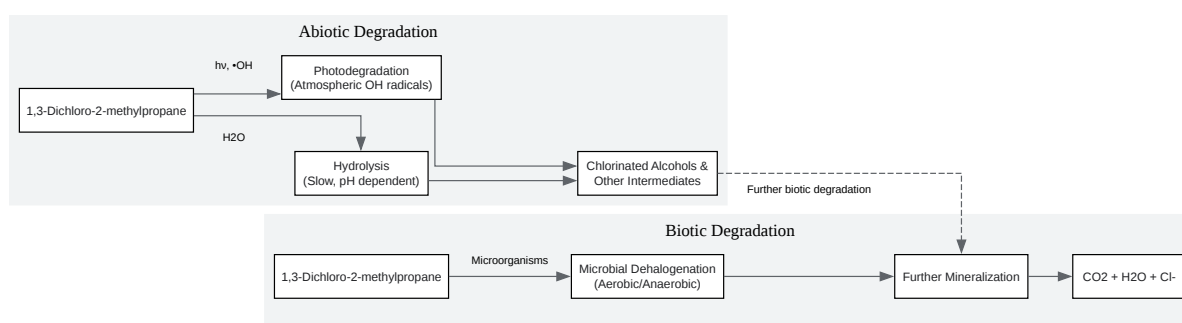 Abiotic Degradation
hν, •OH
Photodegradation
(Atmospheric OH radicals)
1,3-Dichloro-2-methylpropane
H2O
Hydrolysis
(Slow, pH dependent)
Chlorinated Alcohols &
Other Intermediates
Further biotic degradation
Biotic Degradation
1,3-Dichloro-2-methylpropane
Microorganisms
Microbial Dehalogenation
(Aerobic/Anaerobic)
Further Mineralization
CO2 + H2O + Cl-